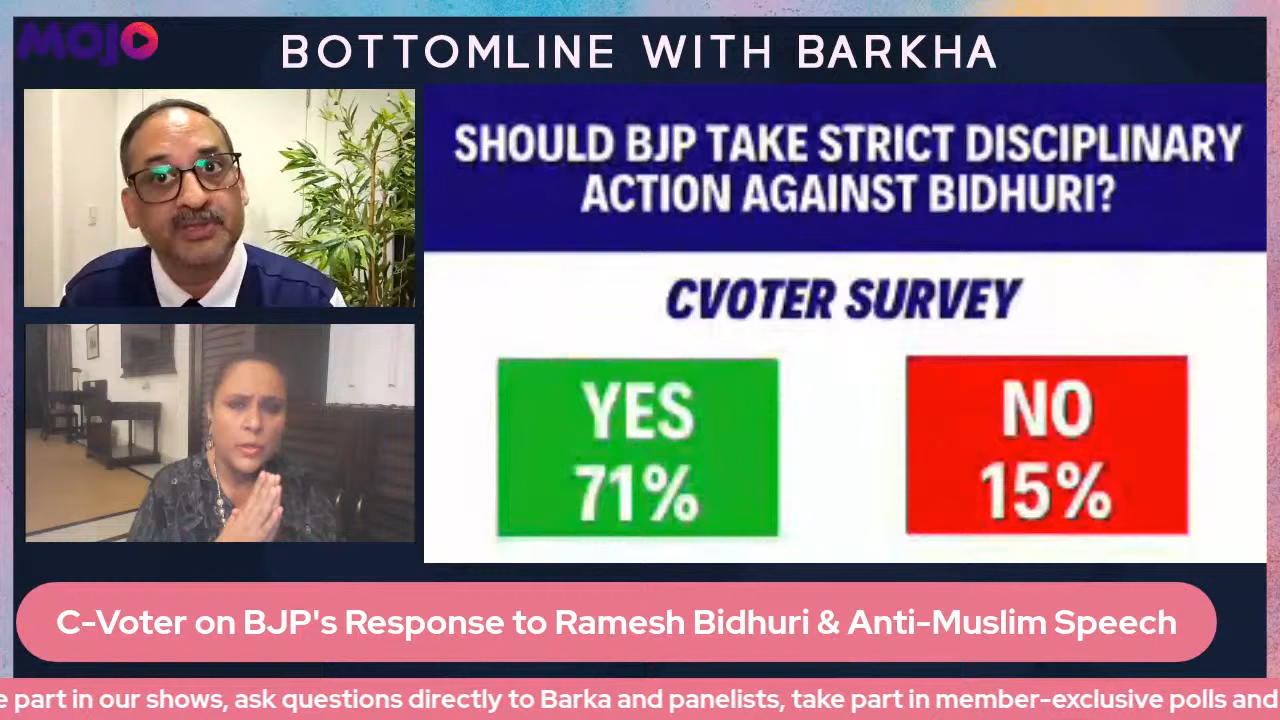 MOJO
BOTTOMLINE WITH BARKHA
SHOULD BJP TAKE STRICT DISCIPLINARY
ACTION AGAINST BIDHURI?
CVOTER SURVEY
YES
71%
NO
15%
C-Voter on BJP's Response to Ramesh Bidhuri & Anti-Muslim Speech
e part in our shows, ask questions directly to Barka and panelists, take part in member-exclusive polls and